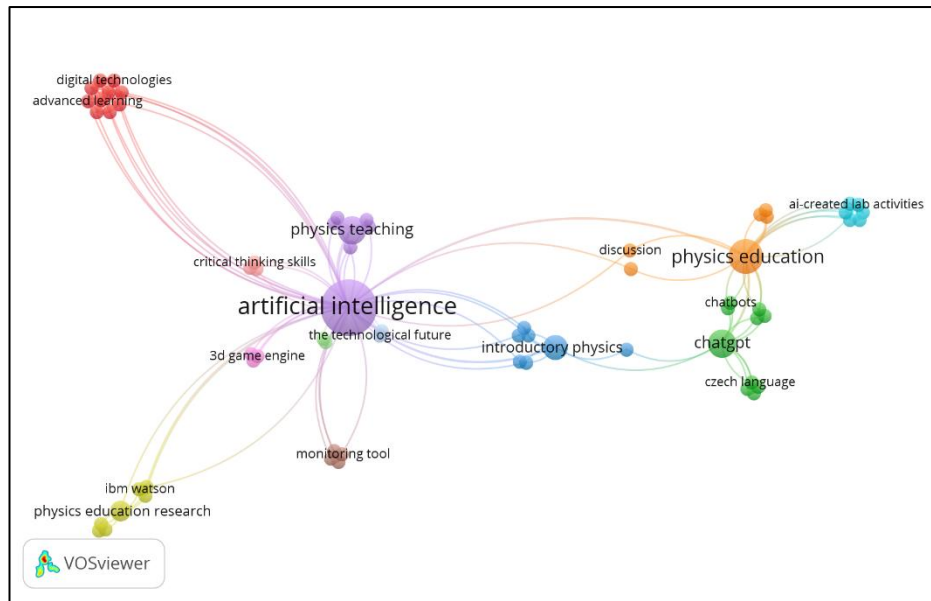 digital technologies
advanced learning
physics teaching
ai-created lab activities
discussion
physics education
critical thinking skills
artificial intelligence
chatbots
the technological future
introductory physics
chatgpt
3d game engine
czech language
monitoring tool
ibm watson
physics education research
VOSviewer